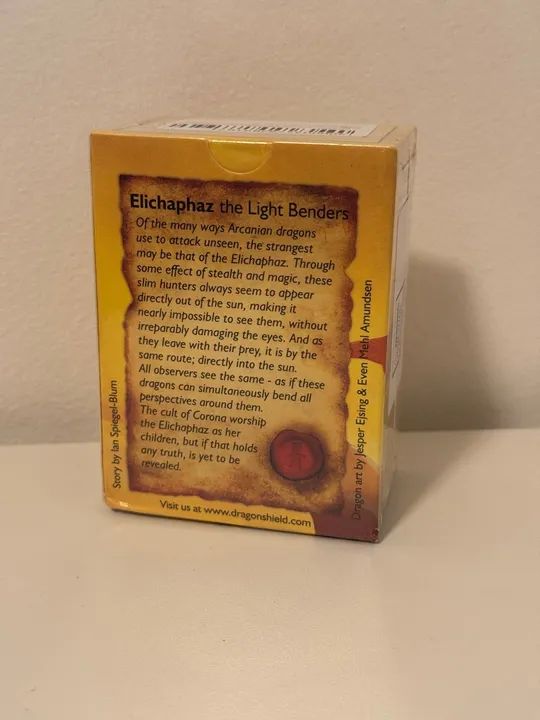 Elichaphaz the Light Benders
Of the many ways Arcanian dragons
use to attack unseen, the strangest
may be that of the Elichaphaz. Through
some effect of stealth and magic, these
slim hunters always seem to appear
directly out of the sun, making it
nearly impossible to see them, without
irreparably damaging the eyes. And as
they leave with their prey, it is by the
same route; directly into the sun.
All observers see the same - as if these
dragons can simultaneously bend all
perspectives around them.
The cult of Corona worship
the Elichaphaz as her
children, but if that holds
any truth, is yet to be
revealed.
Story by Ian Spiegel-Blum
Dragon art by Jesper Ejsing & Even Mehl Amundsen
Visit us at www.dragonshield.com